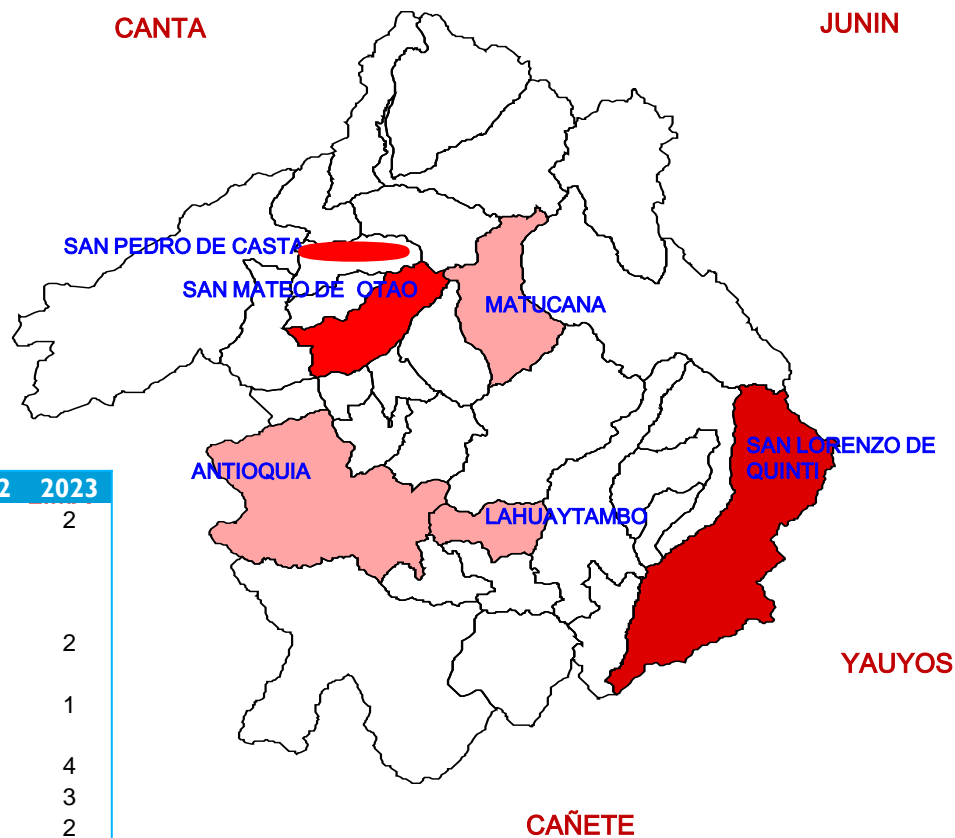 CANTA
JUNIN
SAN PEDRO DE CASTA
SAN MATEO DE OTAO
MATUCANA
SAN LORENZO DE
QUINTI
ANTIOQUIA
LAHUAYTAMBO
2 2023
2
2
1
4
3
2
YAUYOS
CAÑETE